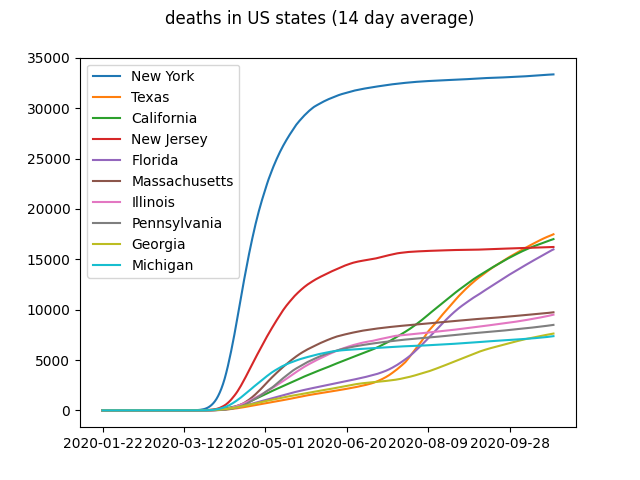 deaths in US states (14 day average)
35000
30000
25000
20000
15000
10000
5000
0
New York
Texas
California
New Jersey
Florida
Massachusetts
Illinois
Pennsylvania
Georgia
Michigan
2020-01-22 2020-03-12 2020-05-01 2020-06-20 2020-08-09 2020-09-28